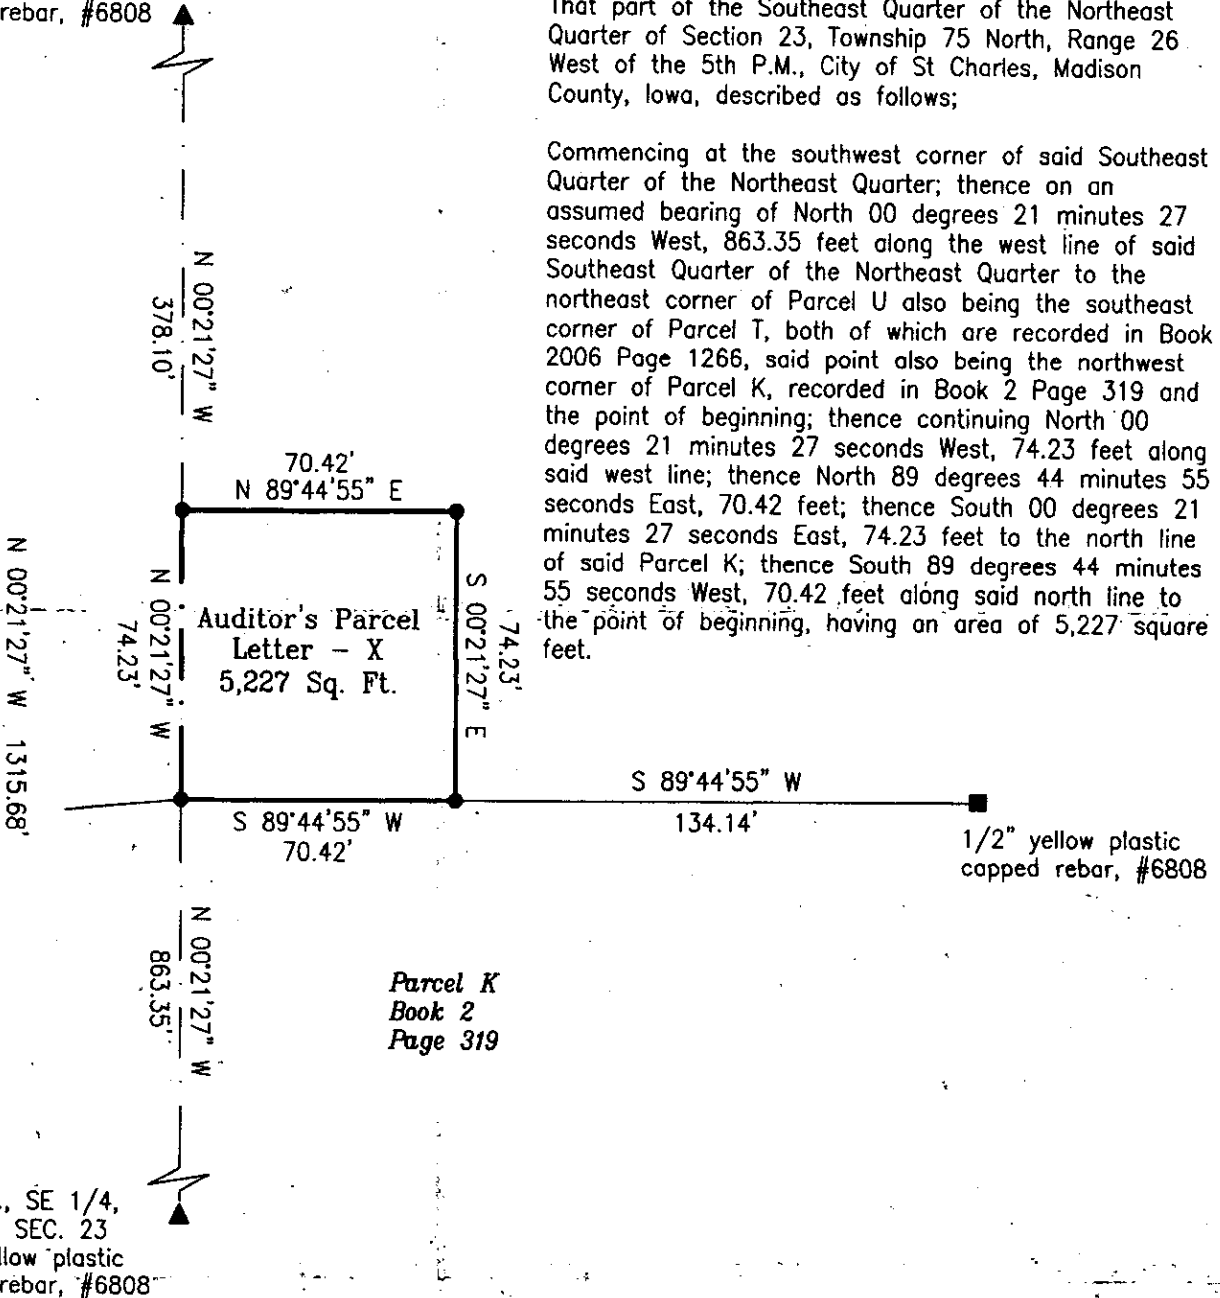 rebar, #6808
That part of the Southeast Quarter of the Northeast
Quarter of Section 23, Township 75 North, Range 26
West of the 5th P.M., City of St Charles, Madison
County, Iowa, described as follows;
Commencing at the southwest corner of said Southeast
Quarter of the Northeast Quarter; thence on an
assumed bearing of North 00 degrees 21 minutes 27
seconds West, 863.35 feet along the west line of said
Southeast Quarter of the Northeast Quarter to the
northeast corner of Parcel U also being the southeast
corner of Parcel T, both of which are recorded in Book
2006 Page 1266, said point also being the northwest
corner of Parcel K, recorded in Book 2 Page 319 and
the point of beginning; thence continuing North 00
degrees 21 minutes 27 seconds West, 74.23 feet along
said west line; thence North 89 degrees 44 minutes 55
seconds East, 70.42 feet; thence South 00 degrees 21
minutes 27 seconds East, 74.23 feet to the north line
of said Parcel K; thence South 89 degrees 44 minutes
55 seconds West, 70.42 feet along said north line to
the point of beginning, having an area of 5,227 square
feet.
N 00°21'27" W
378.10'
70.42'
N 89°44'55" E
N 00°21'27" W 1315.68'
N 00°21'27" W
74.23'
Auditor's Parcel
Letter - X
5,227 Sq. Ft.
S 00°21'27" E
74.23'
S 89°44'55" W
70.42'
S 89°44'55" W
134.14'
1/2" yellow plastic
capped rebar, #6808
N 00°21'27" W
863.35'
Parcel K
Book 2
Page 319
., SE 1/4,
SEC. 23
llow plastic
rebar, #6808